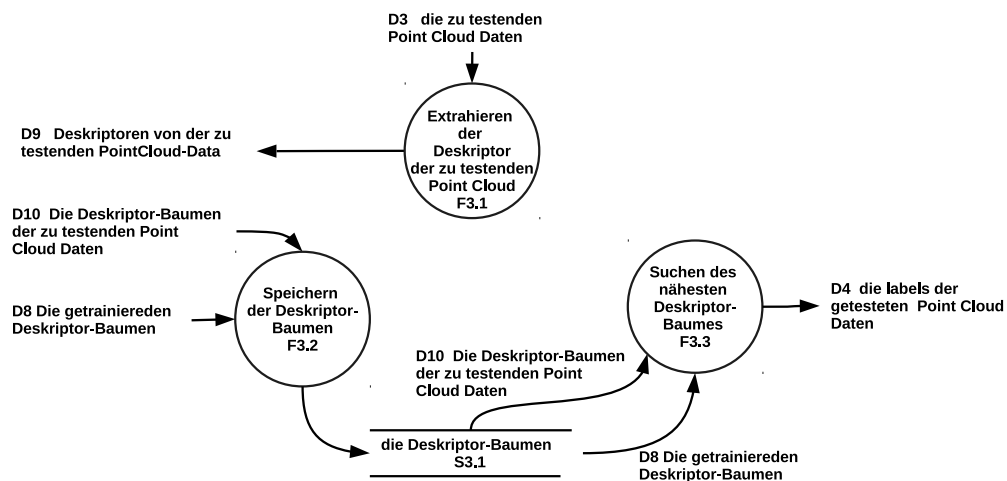 D3 die zu testenden
Point Cloud Daten
Extrahieren
der
Deskriptor
der zu testenden
Point Cloud
F3.1
D9 Deskriptoren von der zu
testenden PointCloud-Data
D10 Die Deskriptor-Baumen
der zu testenden Point
Cloud Daten
D8 Die getrainiereden
Deskriptor-Baumen
Speichern
der Deskriptor-
Baumen
F3.2
Suchen des
nähesten
Deskriptor-
Baumes
F3.3
D4 die labels der
getesteten Point Cloud
Daten
D10 Die Deskriptor-Baumen
der zu testenden Point
Cloud Daten
die Deskriptor-Baumen
S3.1
D8 Die getrainiereden
Deskriptor-Baumen